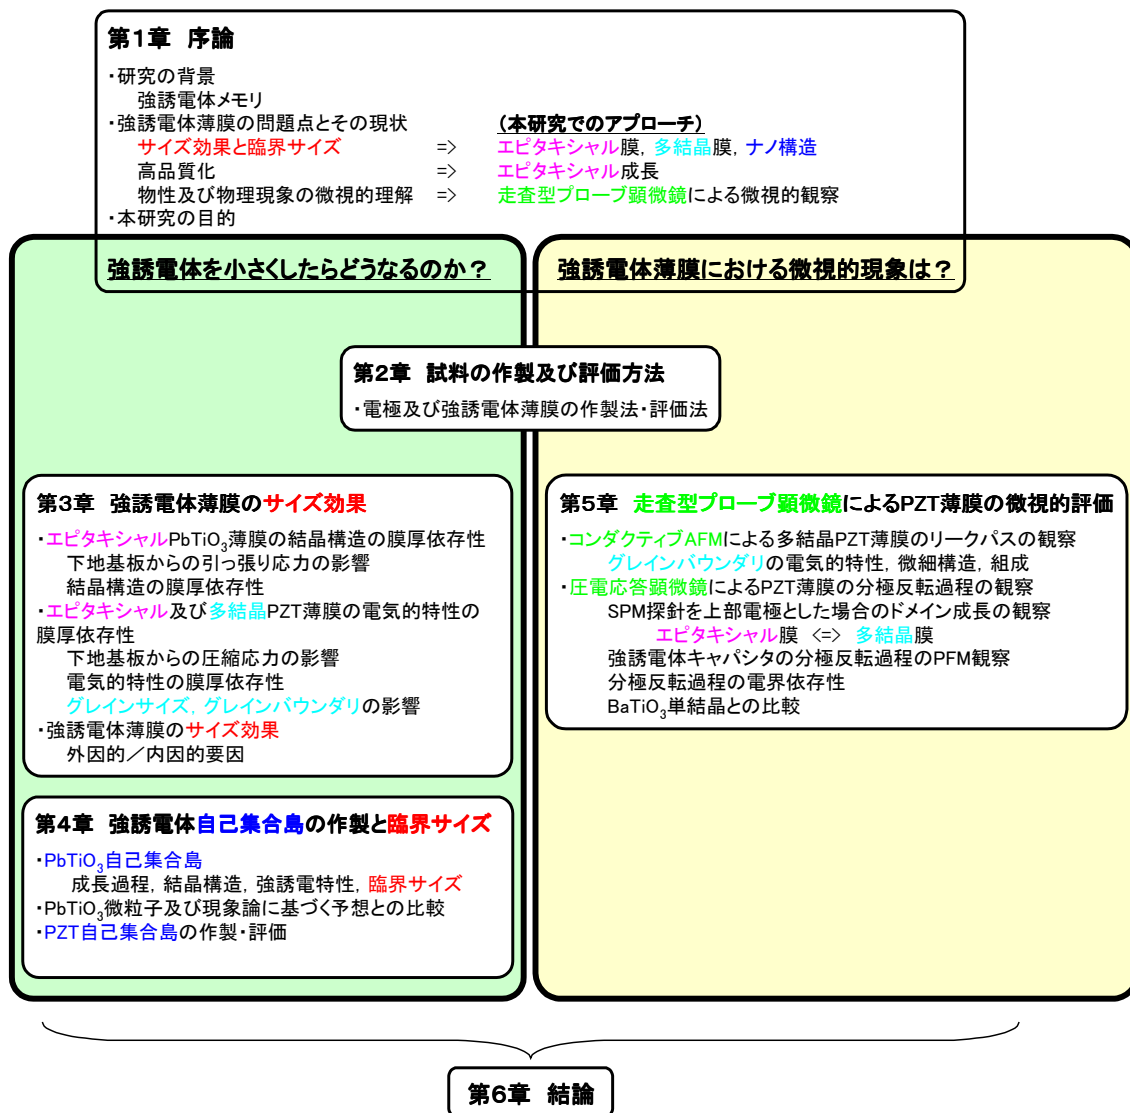 第1章 序論
・研究の背景
強誘電体メモリ
・強誘電体薄膜の問題点とその現状 (本研究でのアプローチ)
サイズ効果と臨界サイズ => エピタキシャル膜, 多結晶膜, ナノ構造
高品質化 => エピタキシャル成長
物性及び物理現象の微視的理解 => 走査型プローブ顕微鏡による微視的観察
・本研究の目的
強誘電体を小さくしたらどうなるのか？
強誘電体薄膜における微視的現象は？
第2章 試料の作製及び評価方法
・電極及び強誘電体薄膜の作製法・評価法
第3章 強誘電体薄膜のサイズ効果
・エピタキシャルPbTiO3薄膜の結晶構造の膜厚依存性
下地基板からの引っ張り応力の影響
結晶構造の膜厚依存性
・エピタキシャル及び多結晶PZT薄膜の電気的特性の
膜厚依存性
下地基板からの圧縮応力の影響
電気的特性の膜厚依存性
グレインサイズ, グレインバウンダリの影響
・強誘電体薄膜のサイズ効果
外因的／内因的要因
第4章 強誘電体自己集合島の作製と臨界サイズ
・PbTiO3自己集合島
成長過程, 結晶構造, 強誘電特性, 臨界サイズ
・PbTiO3微粒子及び現象論に基づく予想との比較
・PZT自己集合島の作製・評価
第5章 走査型プローブ顕微鏡によるPZT薄膜の微視的評価
・コンダクティブAFMによる多結晶PZT薄膜のリークパスの観察
グレインバウンダリの電気的特性, 微細構造, 組成
・圧電応答顕微鏡によるPZT薄膜の分極反転過程の観察
SPM探針を上部電極とした場合のドメイン成長の観察
エピタキシャル膜 <=> 多結晶膜
強誘電体キャパシタの分極反転過程のPFM観察
分極反転過程の電界依存性
BaTiO3単結晶との比較
第6章 結論